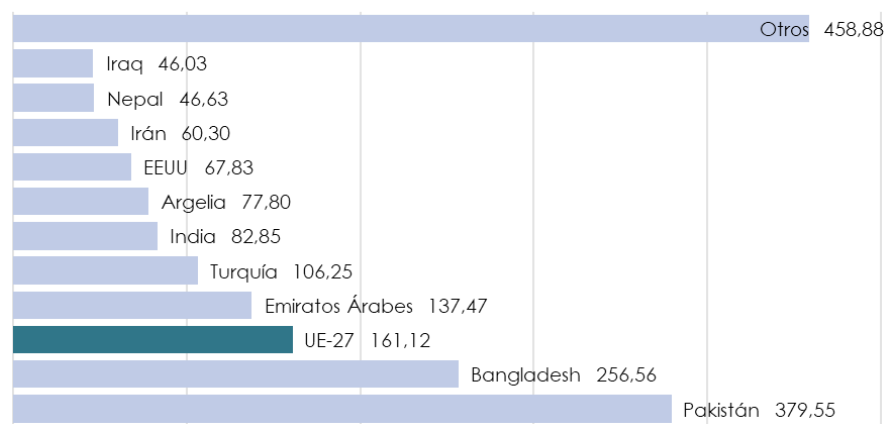 Otros 458,88
Iraq 46,03
Nepal 46,63
Irán 60,30
EEUU 67,83
Argelia 77,80
India 82,85
Turquía 106,25
Emiratos Árabes 137,47
UE-27 161,12
Bangladesh 256,56
Pakistán 379,55